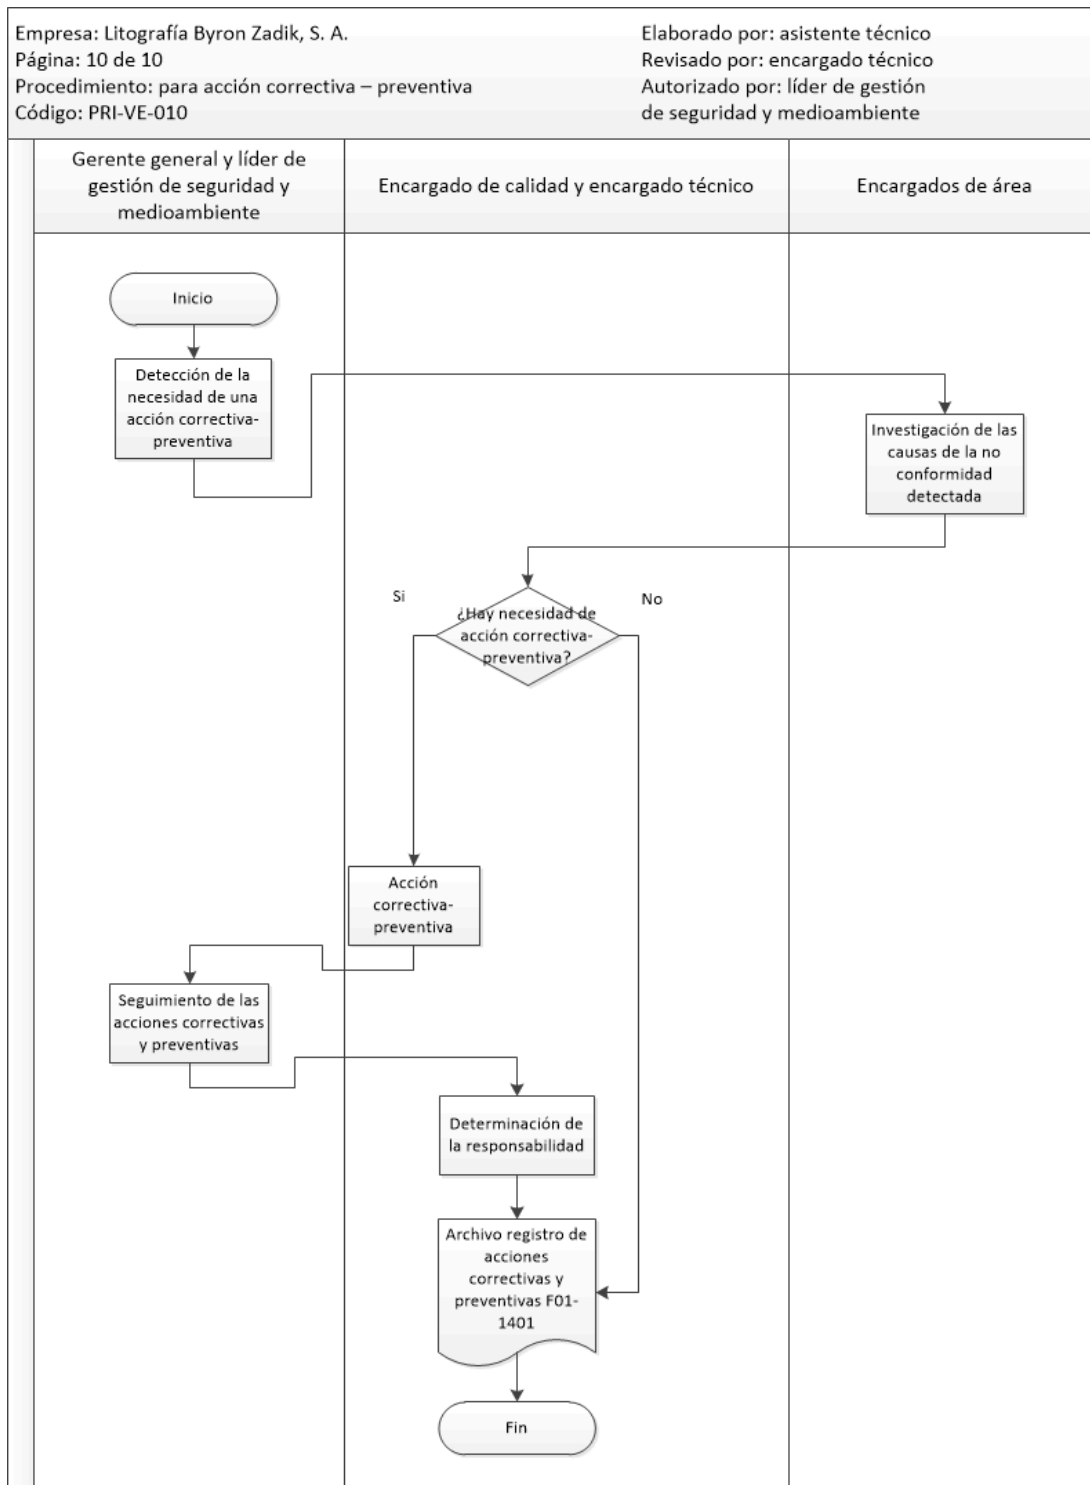 Empresa: Litografía Byron Zadik, S. A.
Página: 10 de 10
Procedimiento: para acción correctiva – preventiva
Código: PRI-VE-010
Elaborado por: asistente técnico
Revisado por: encargado técnico
Autorizado por: líder de gestión
de seguridad y medioambiente
Gerente general y líder de
gestión de seguridad y
medioambiente
Encargado de calidad y encargado técnico
Encargados de área
Inicio
Detección de la
necesidad de una
acción correctiva-
preventiva
Investigación de las
causas de la no
conformidad
detectada
Si
¿Hay necesidad de
acción correctiva-
preventiva?
No
Acción
correctiva-
preventiva
Seguimiento de las
acciones correctivas
y preventivas
Determinación de
la responsabilidad
Archivo registro de
acciones
correctivas y
preventivas F01-
1401
Fin